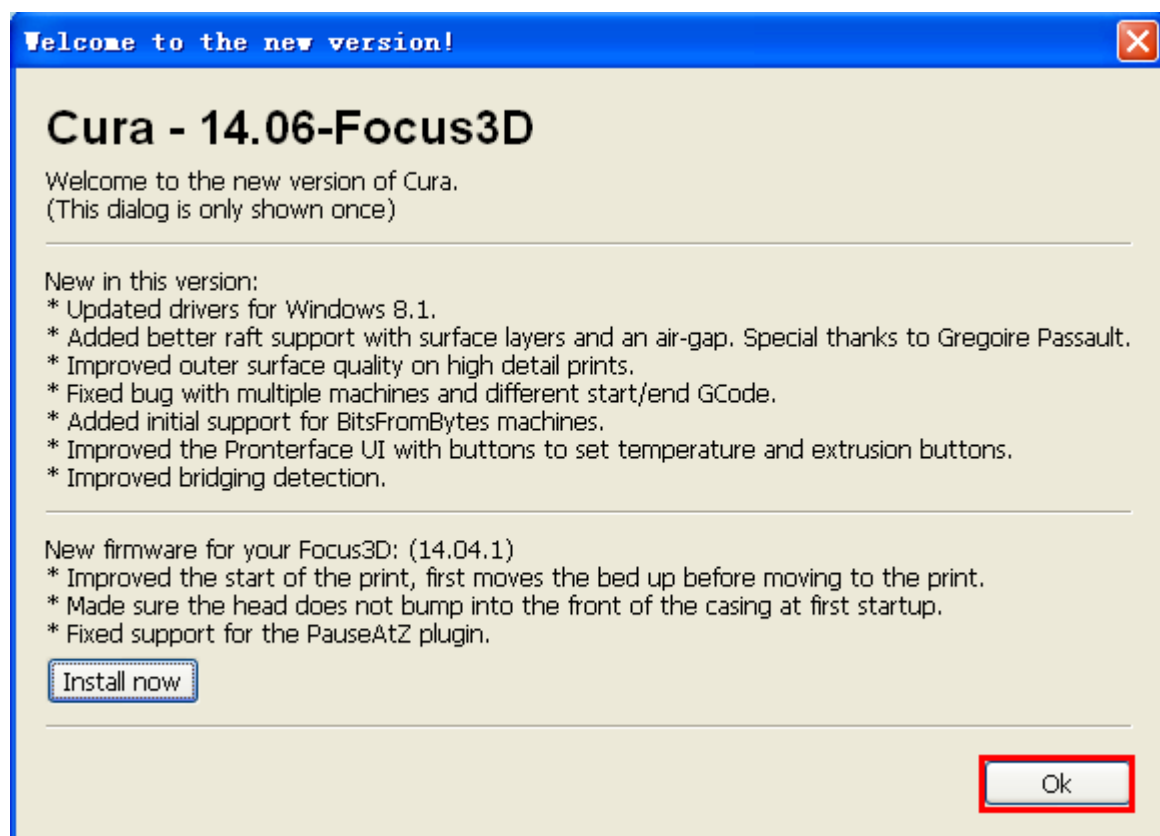 Welcome to the new version!
Cura - 14.06-Focus3D
Welcome to the new version of Cura.
(This dialog is only shown once)
New in this version:
* Updated drivers for Windows 8.1.
* Added better raft support with surface layers and an air-gap. Special thanks to Gregoire Passault.
* Improved outer surface quality on high detail prints.
* Fixed bug with multiple machines and different start/end GCode.
* Added initial support for BitsFromBytes machines.
* Improved the Pronterface UI with buttons to set temperature and extrusion buttons.
* Improved bridging detection.
New firmware for your Focus3D: (14.04.1)
* Improved the start of the print, first moves the bed up before moving to the print.
* Made sure the head does not bump into the front of the casing at first startup.
* Fixed support for the PauseAtZ plugin.
Install now
Ok